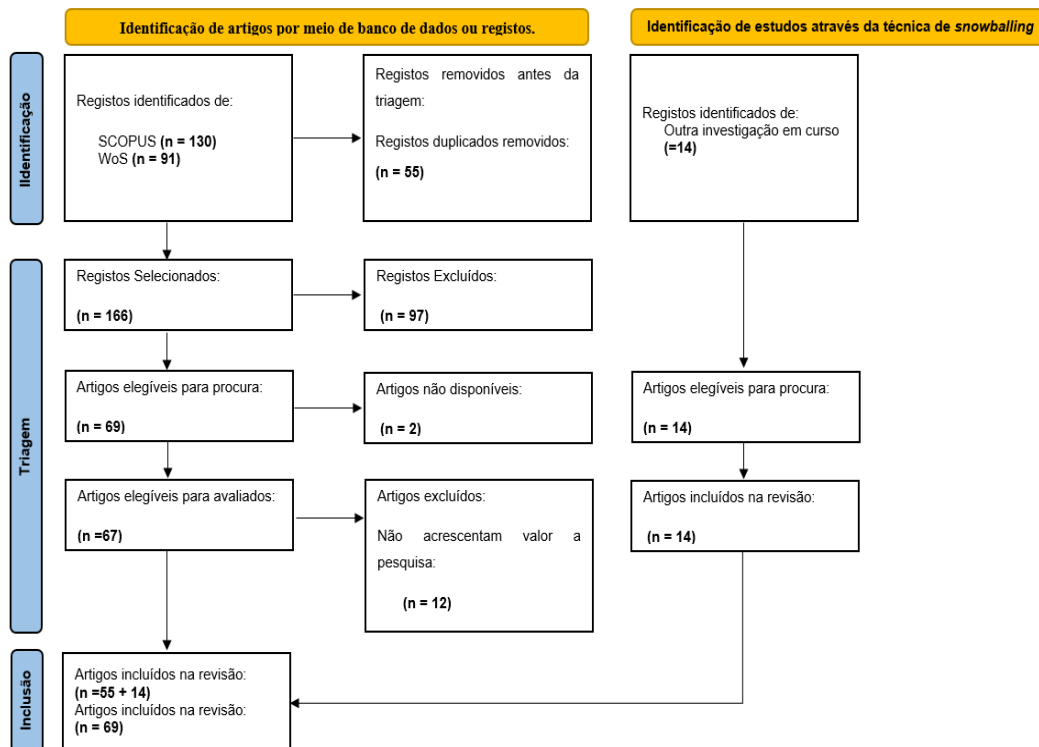 Identificação de artigos por meio de banco de dados ou registos.
Identificação de estudos através da técnica de snowballing
IIdentificação
Registos identificados de:
SCOPUS (n = 130)
WoS (n = 91)
Registos removidos antes da
triagem:
Registos duplicados removidos:
(n = 55)
Registos identificados de:
Outra investigação em curso
(=14)
Triagem
Registos Selecionados:
(n = 166)
Registos Excluídos:
(n = 97)
Artigos elegíveis para procura:
(n = 69)
Artigos não disponíveis:
(n = 2)
Artigos elegíveis para procura:
(n = 14)
Artigos elegíveis para avaliados:
(n =67)
Artigos excluídos:
Não acrescentam valor a
pesquisa:
(n = 12)
Artigos incluídos na revisão:
(n = 14)
Inclusão
Artigos incluídos na revisão:
(n =55 + 14)
Artigos incluídos na revisão:
(n = 69)